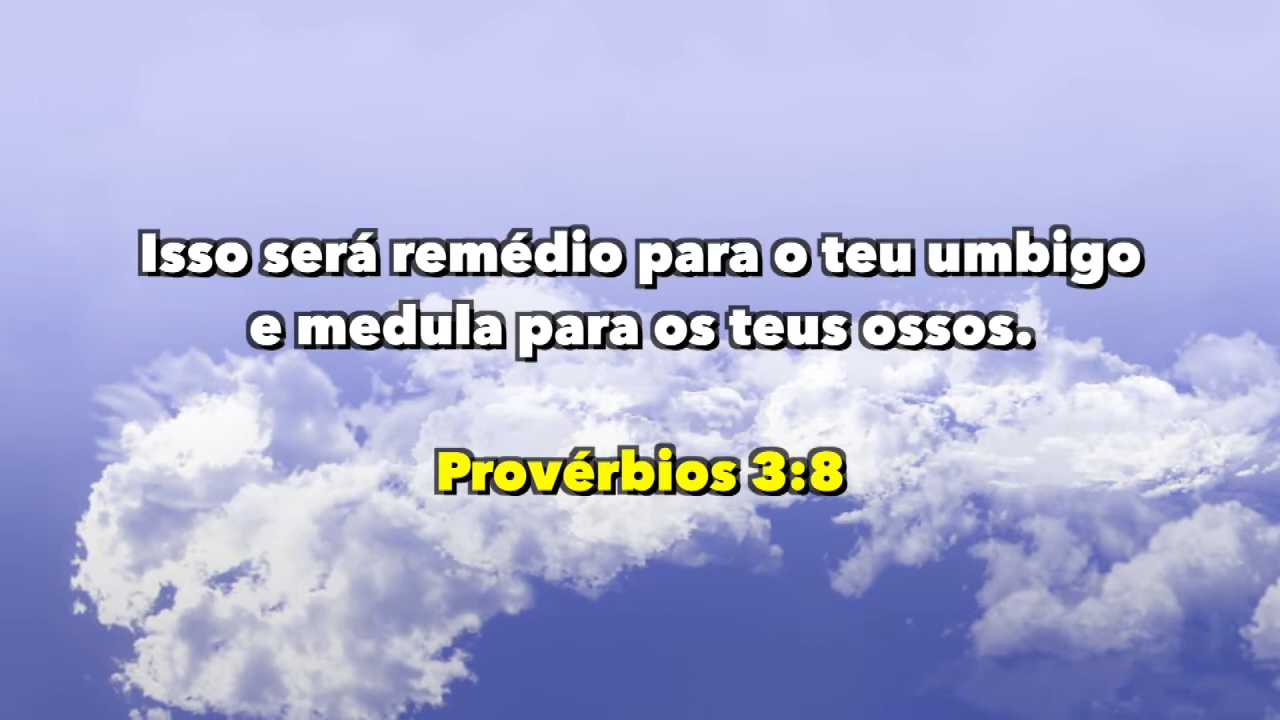 Isso será remédio para o teu umbigo
e medula para os teus ossos.
Provérbios 3:8